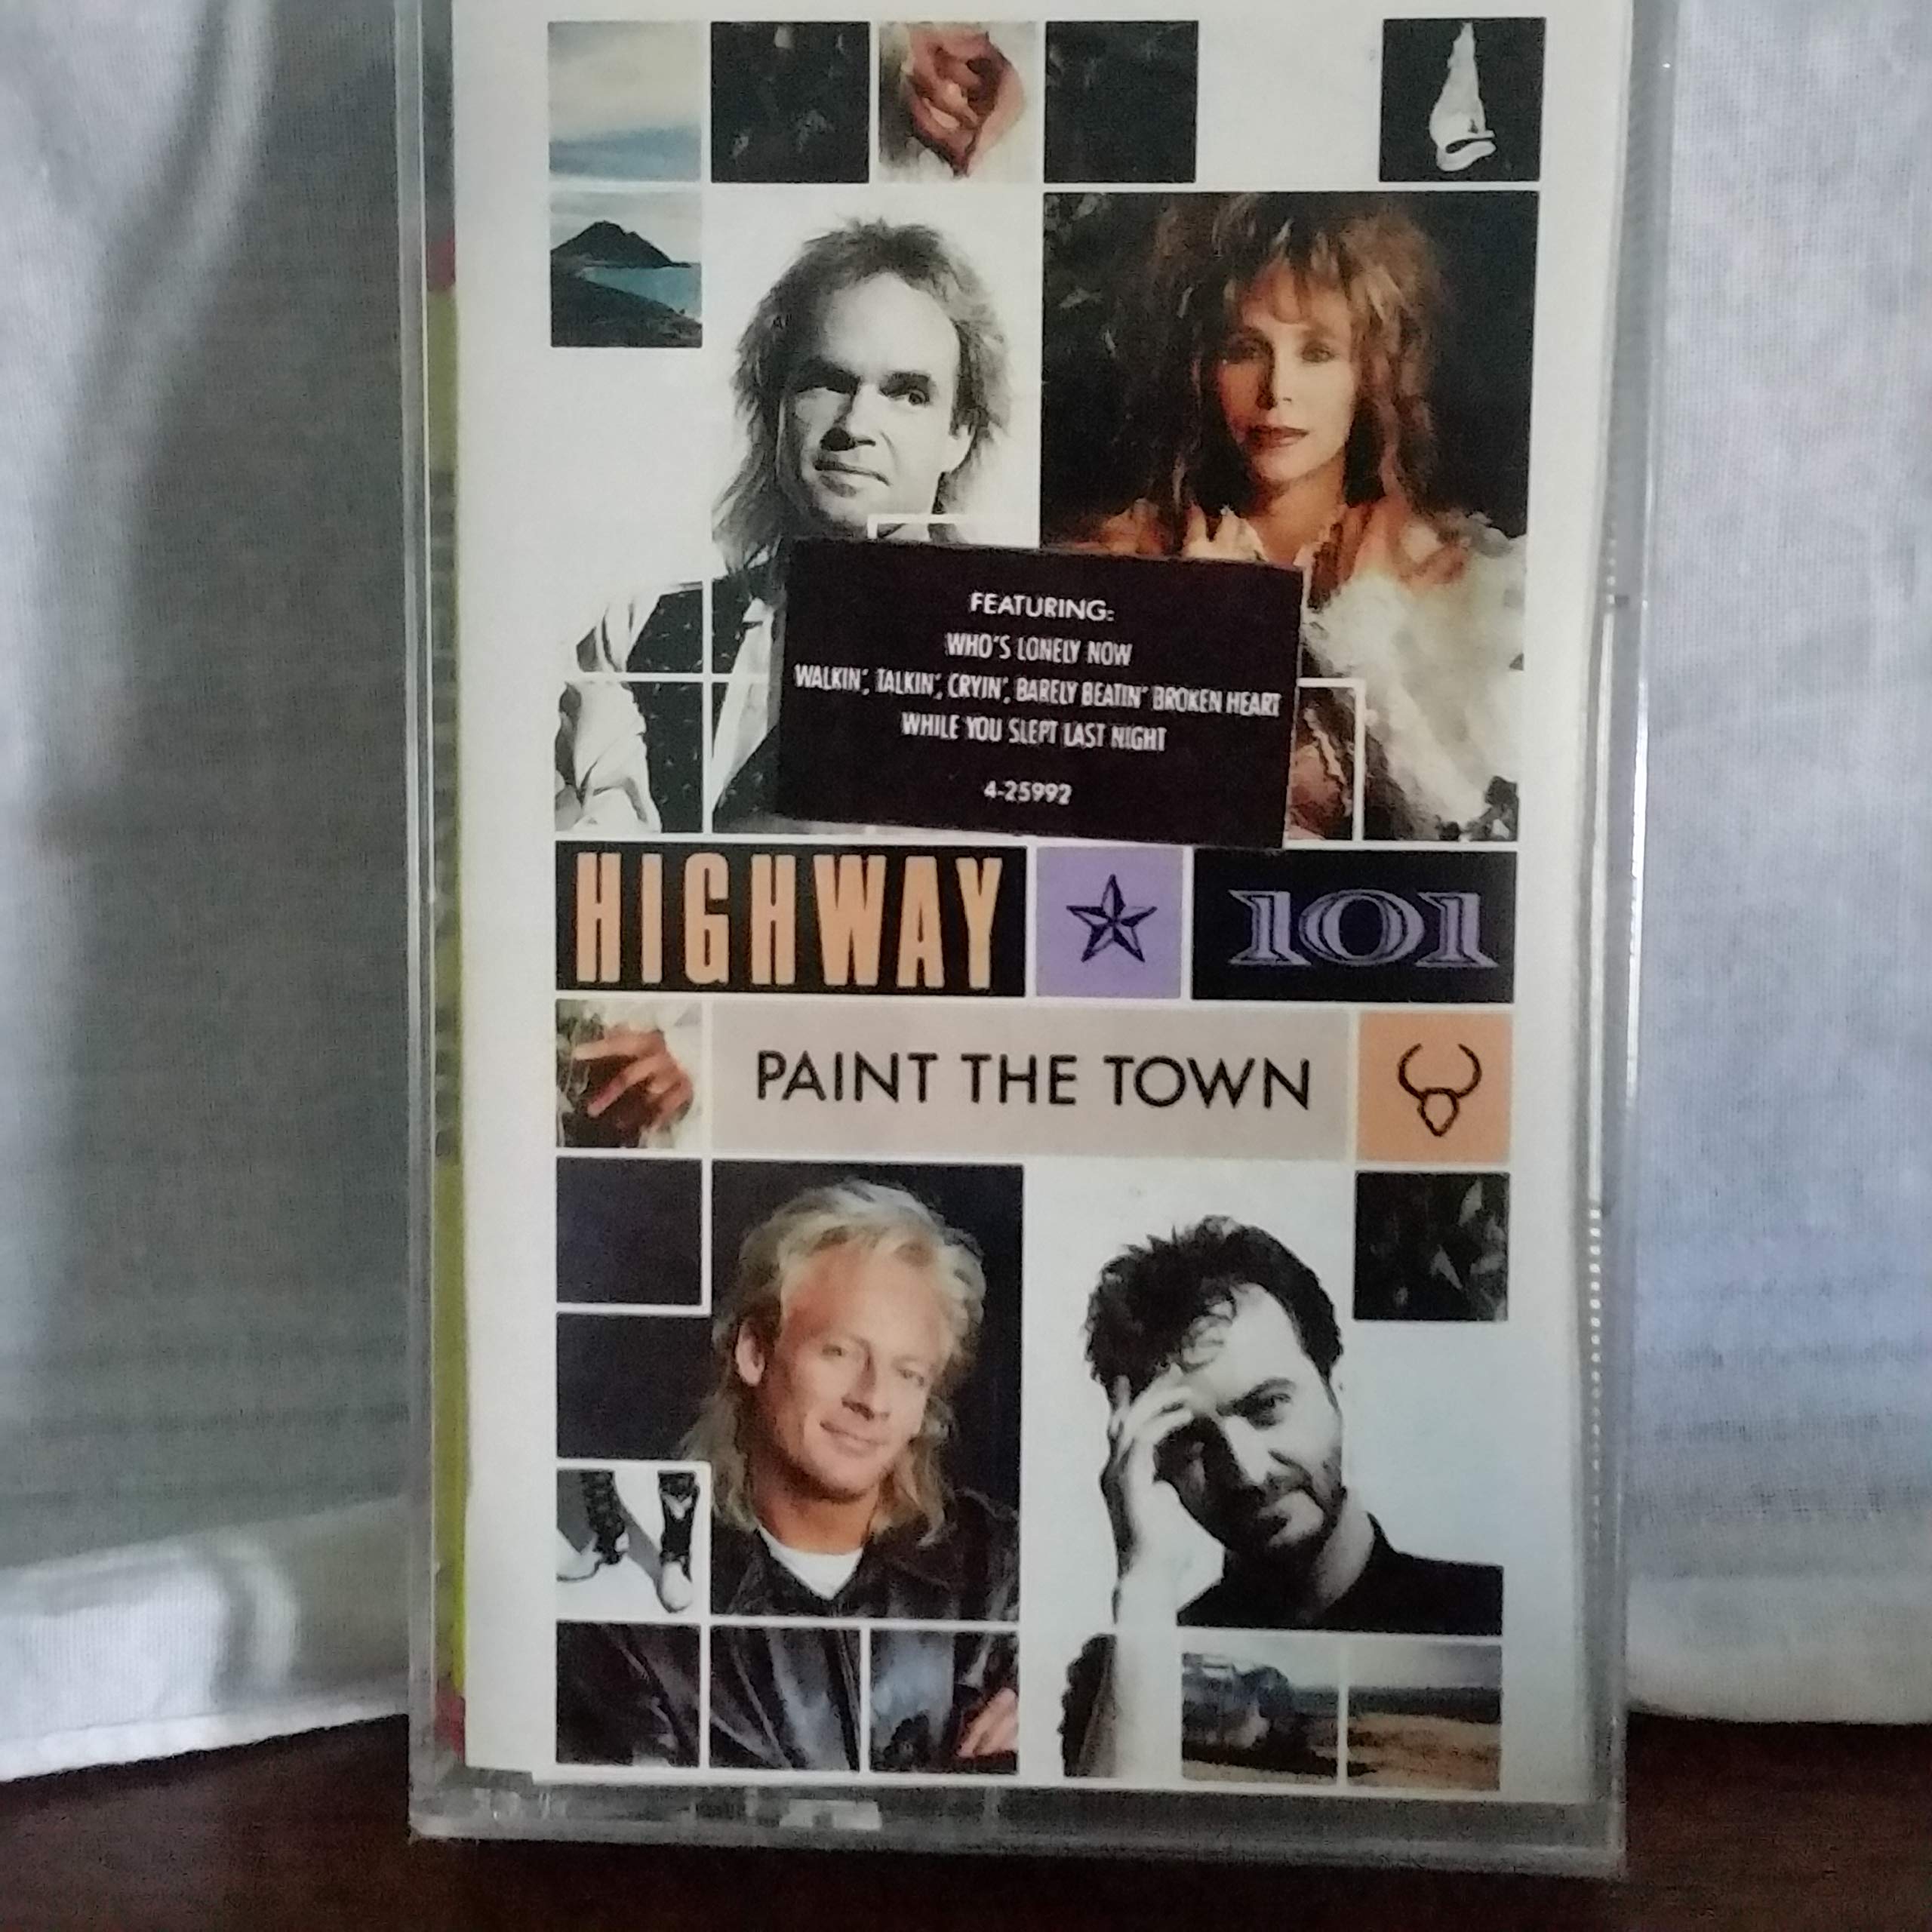 FEATURING:
WHO'S LONELY NOW
WALKIN', TALKIN', CRYIN', BARELY BEATIN' BROKEN HEART
WHILE YOU SLEPT LAST NIGHT
4-25992
HIGHWAY 101
PAINT THE TOWN